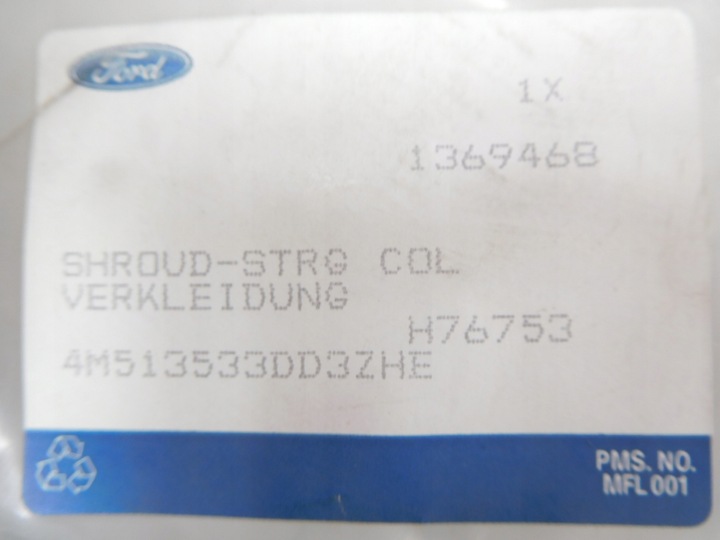 Ford
1X
1369468
SHROUD-STRG COL
VERKLEIDUNG
H76753
4M513533DD3ZHE
PMS. NO.
MFL 001